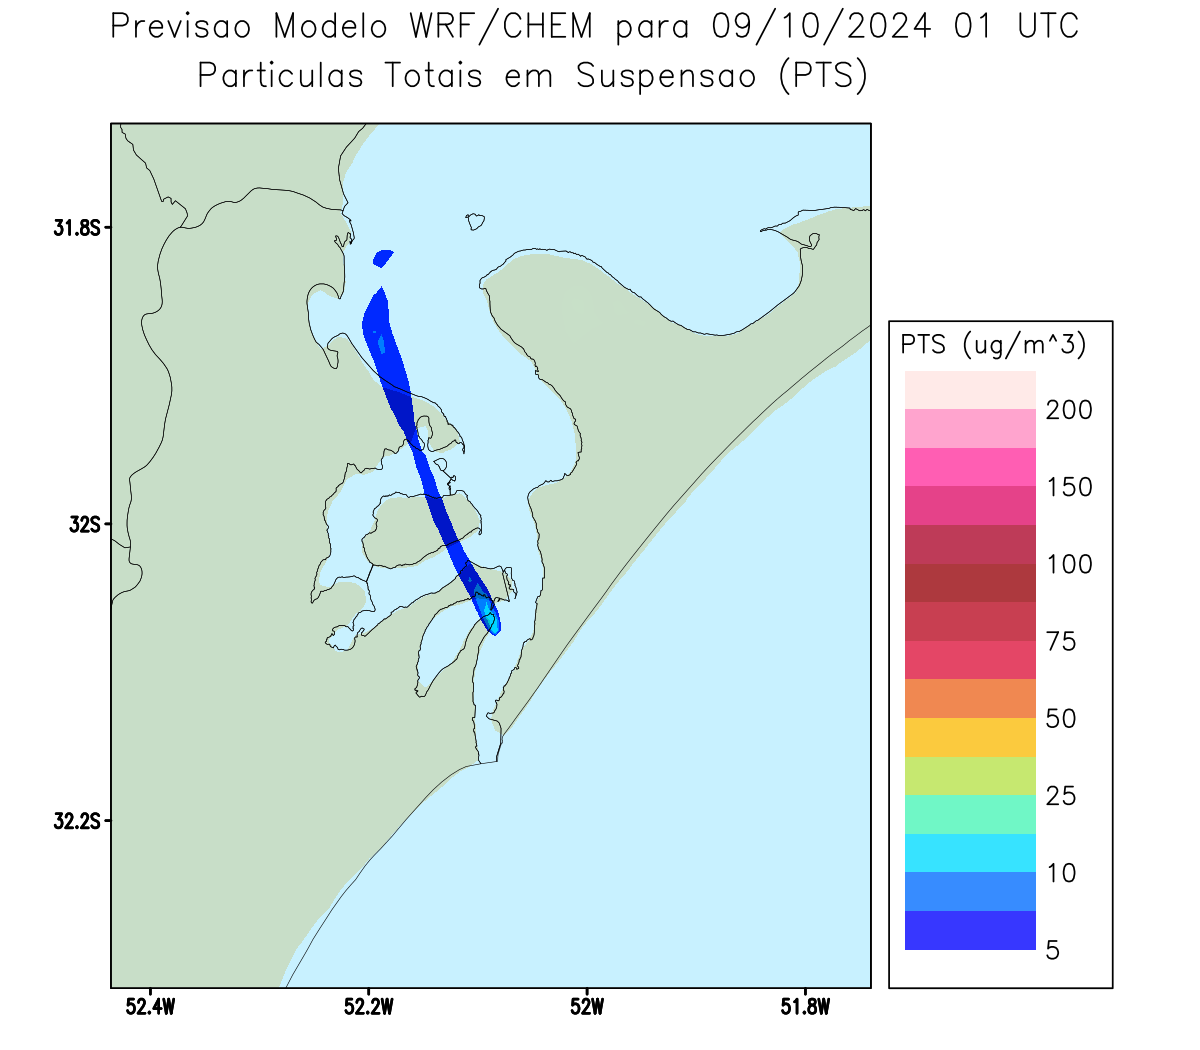 Previsao Modelo WRF/CHEM para 09/10/2024 01 UTC
Particulas Totais em Suspensao (PTS)
31.8S
32S
32.2S
52.4W
52.2W
52W
51.8W
PTS (ug/m^3)
200
150
100
75
50
25
10
5